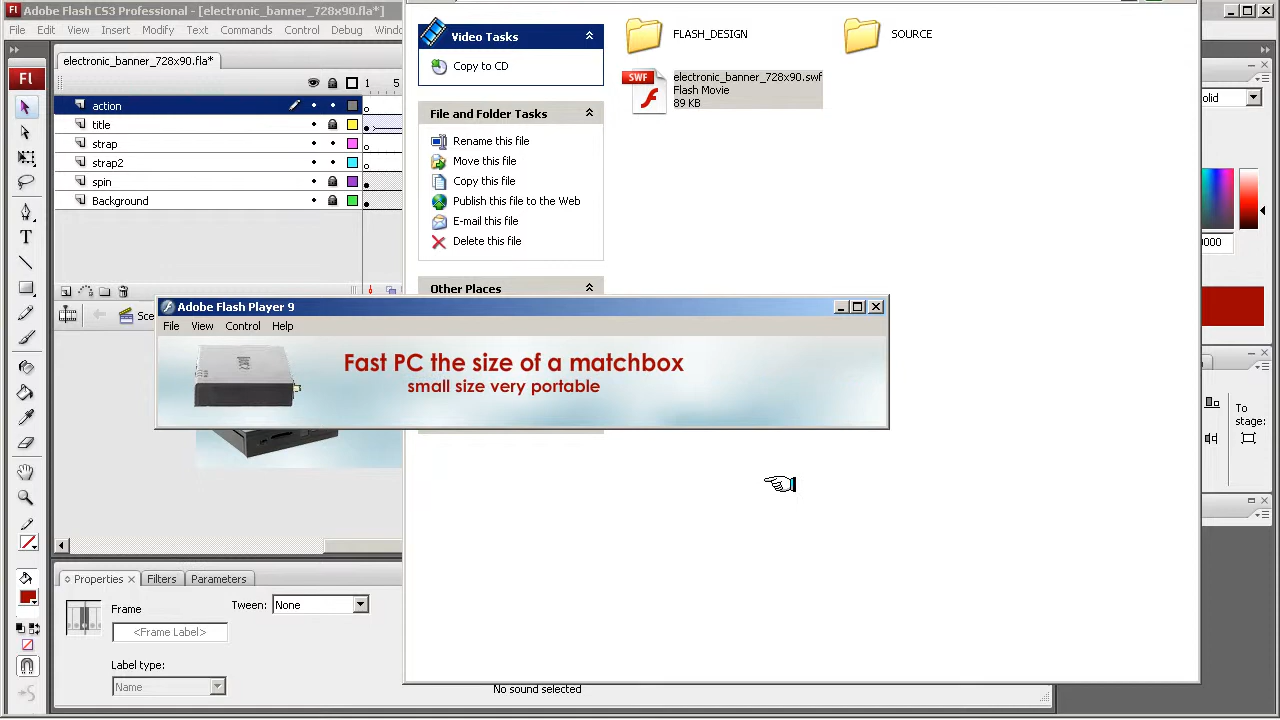 Adobe Flash CS3 Professional - [electronic_banner_728x90.fla*]
File Edit View Insert Modify Text Commands Control Debug
electronic_banner_728x90.fla*
1 5
action
title
strap
strap2
spin
Background
Video Tasks
Copy to CD
File and Folder Tasks
Rename this file
Move this file
Copy this file
Publish this file to the Web
E-mail this file
Delete this file
Other Places
FLASH_DESIGN
SOURCE
SWF
electronic_banner_728x90.swf
Flash Movie
89 KB
Adobe Flash Player 9
File View Control Help
Fast PC the size of a matchbox
small size very portable
Properties
Filters
Parameters
Frame
Tween: None
<Frame Label>
Label type:
Name
No sound selected
To
stage: